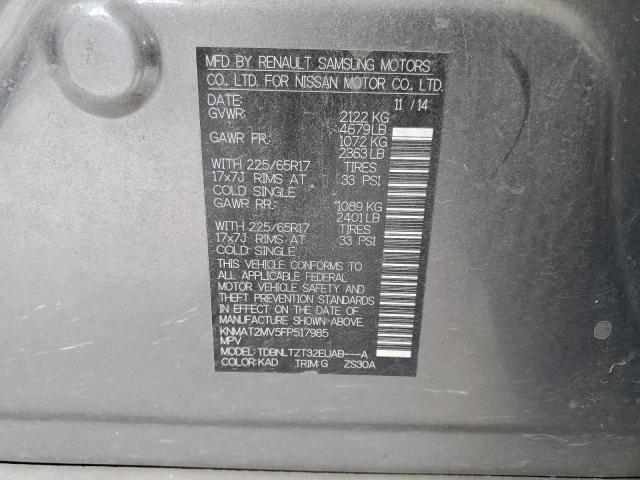 MFD BY RENAULT SAMSUNG MOTORS
CO., LTD. FOR NISSAN MOTOR CO., LTD.
DATE: 11 / 14
GVWR: 2122 KG
4679 LB
GAWR FR: 1072 KG
2363 LB
WITH 225/65R17 TIRES
17x7J RIMS AT 33 PSI
COLD SINGLE
GAWR RR: 1089 KG
2401 LB
WITH 225/65R17 TIRES
17x7J RIMS AT 33 PSI
COLD SINGLE
THIS VEHICLE CONFORMS TO
ALL APPLICABLE FEDERAL
MOTOR VEHICLE SAFETY AND
THEFT PREVENTION STANDARDS
IN EFFECT ON THE DATE OF
MANUFACTURE SHOWN ABOVE.
KNMAT2MV5FP517985
MPV
MODEL: TDBNLTZT32EUAB---A
COLOR: KAD TRIM: G ZS30A